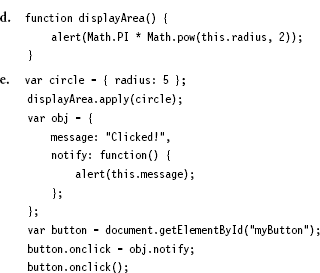 d. function displayArea() {
alert(Math.PI * Math.pow(this.radius, 2));
}
e. var circle = { radius: 5 };
displayArea.apply(circle);
var obj = {
message: "Clicked!",
notify: function() {
alert(this.message);
};
};
var button = document.getElementById("myButton");
button.onclick = obj.notify;
button.onclick();